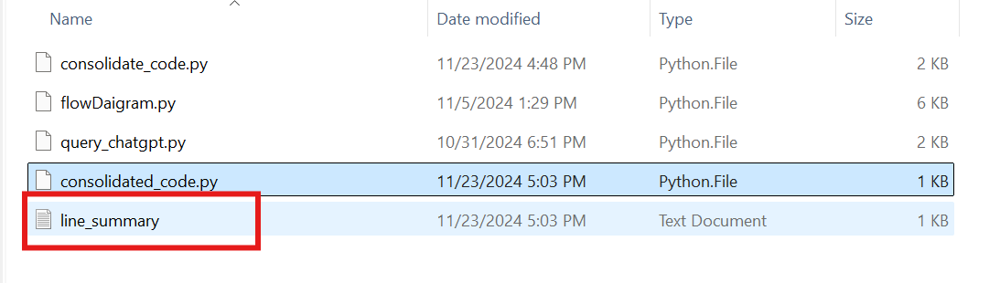 Name Date modified Type Size
consolidate_code.py 11/23/2024 4:48 PM Python.File 2 KB
flowDaigram.py 11/5/2024 1:29 PM Python.File 6 KB
query_chatgpt.py 10/31/2024 6:51 PM Python.File 2 KB
consolidated_code.py 11/23/2024 5:03 PM Python.File 1 KB
line_summary 11/23/2024 5:03 PM Text Document 1 KB